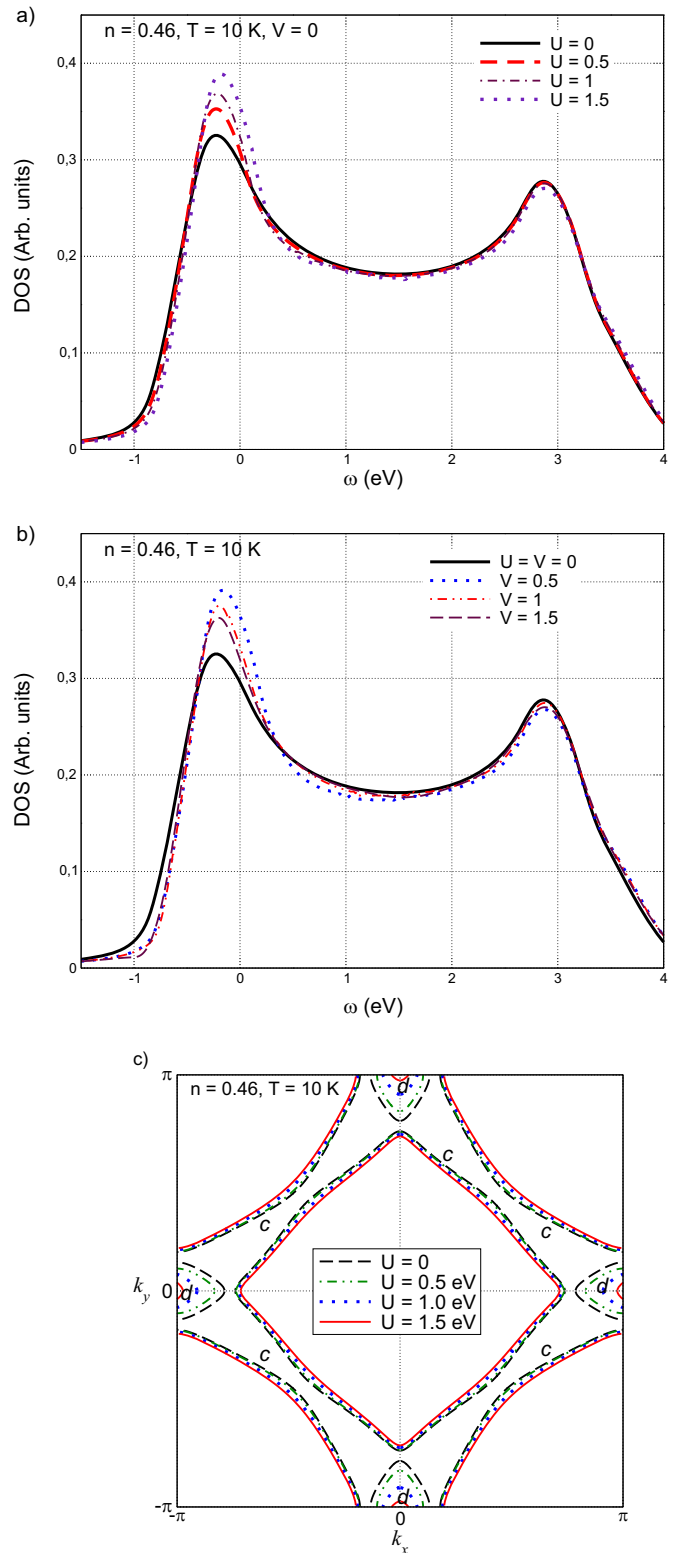 a)
n = 0.46, T = 10 K, V = 0
U = 0
U = 0.5
U = 1
U = 1.5
DOS (Arb. units)
0,4
0,3
0,2
0,1
0
-1 0 1 2 3 4
ω (eV)
b)
n = 0.46, T = 10 K
U = V = 0
V = 0.5
V = 1
V = 1.5
DOS (Arb. units)
0,4
0,3
0,2
0,1
0
-1 0 1 2 3 4
ω (eV)
c)
n = 0.46, T = 10 K
π
d
c c
d d
U = 0
U = 0.5 eV
U = 1.0 eV
U = 1.5 eV
k_y
0
c c
d
-π
-π 0 π
k_x